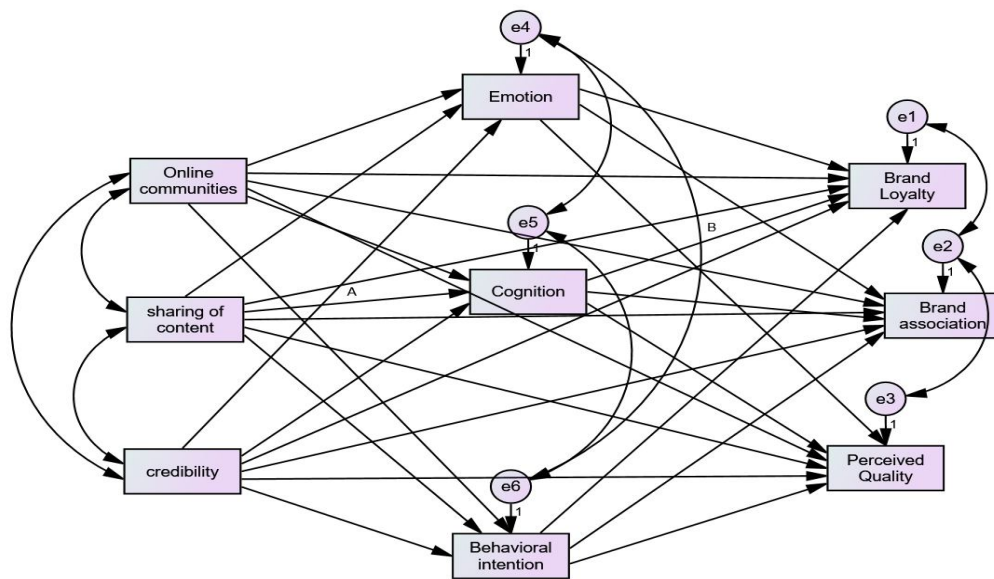 e4
1
Emotion
e1
1
Online
communities
Brand
Loyalty
e5
1
B
e2
1
Cognition
A
sharing of
content
Brand
association
e3
1
credibility
Perceived
Quality
e6
1
Behavioral
intention